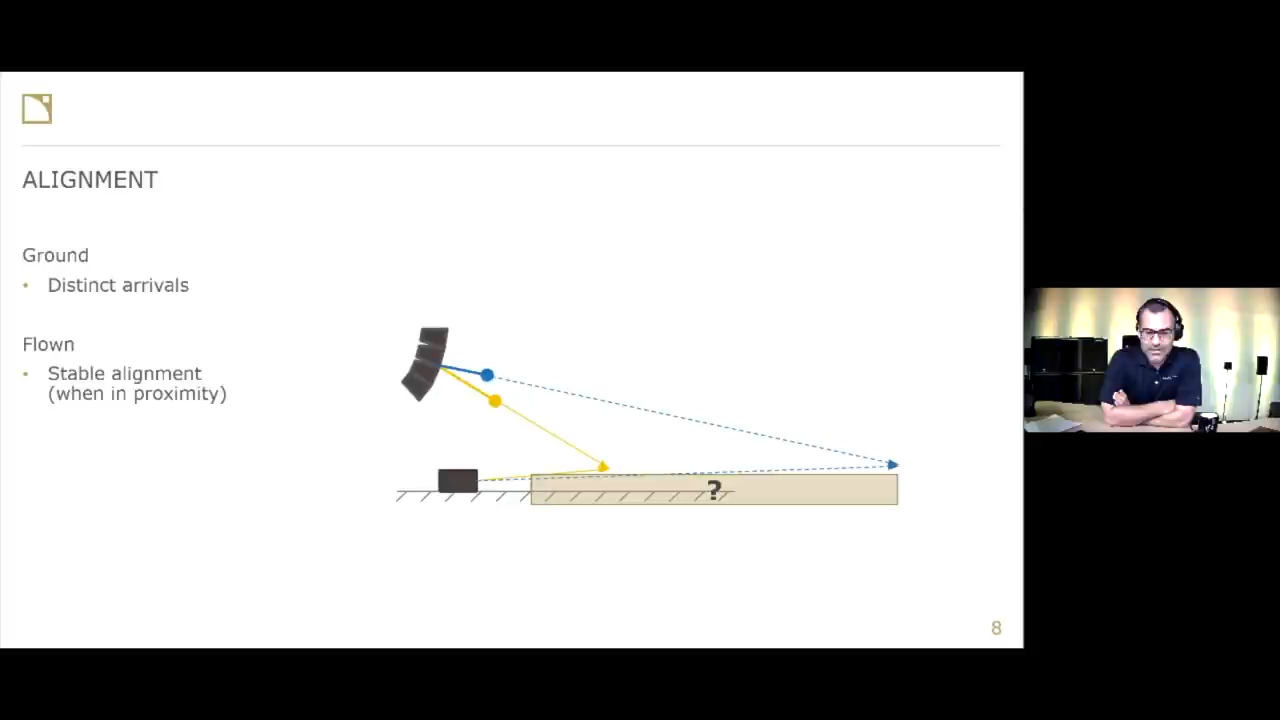 ALIGNMENT
Ground
• Distinct arrivals
Flown
• Stable alignment
(when in proximity)
?
8